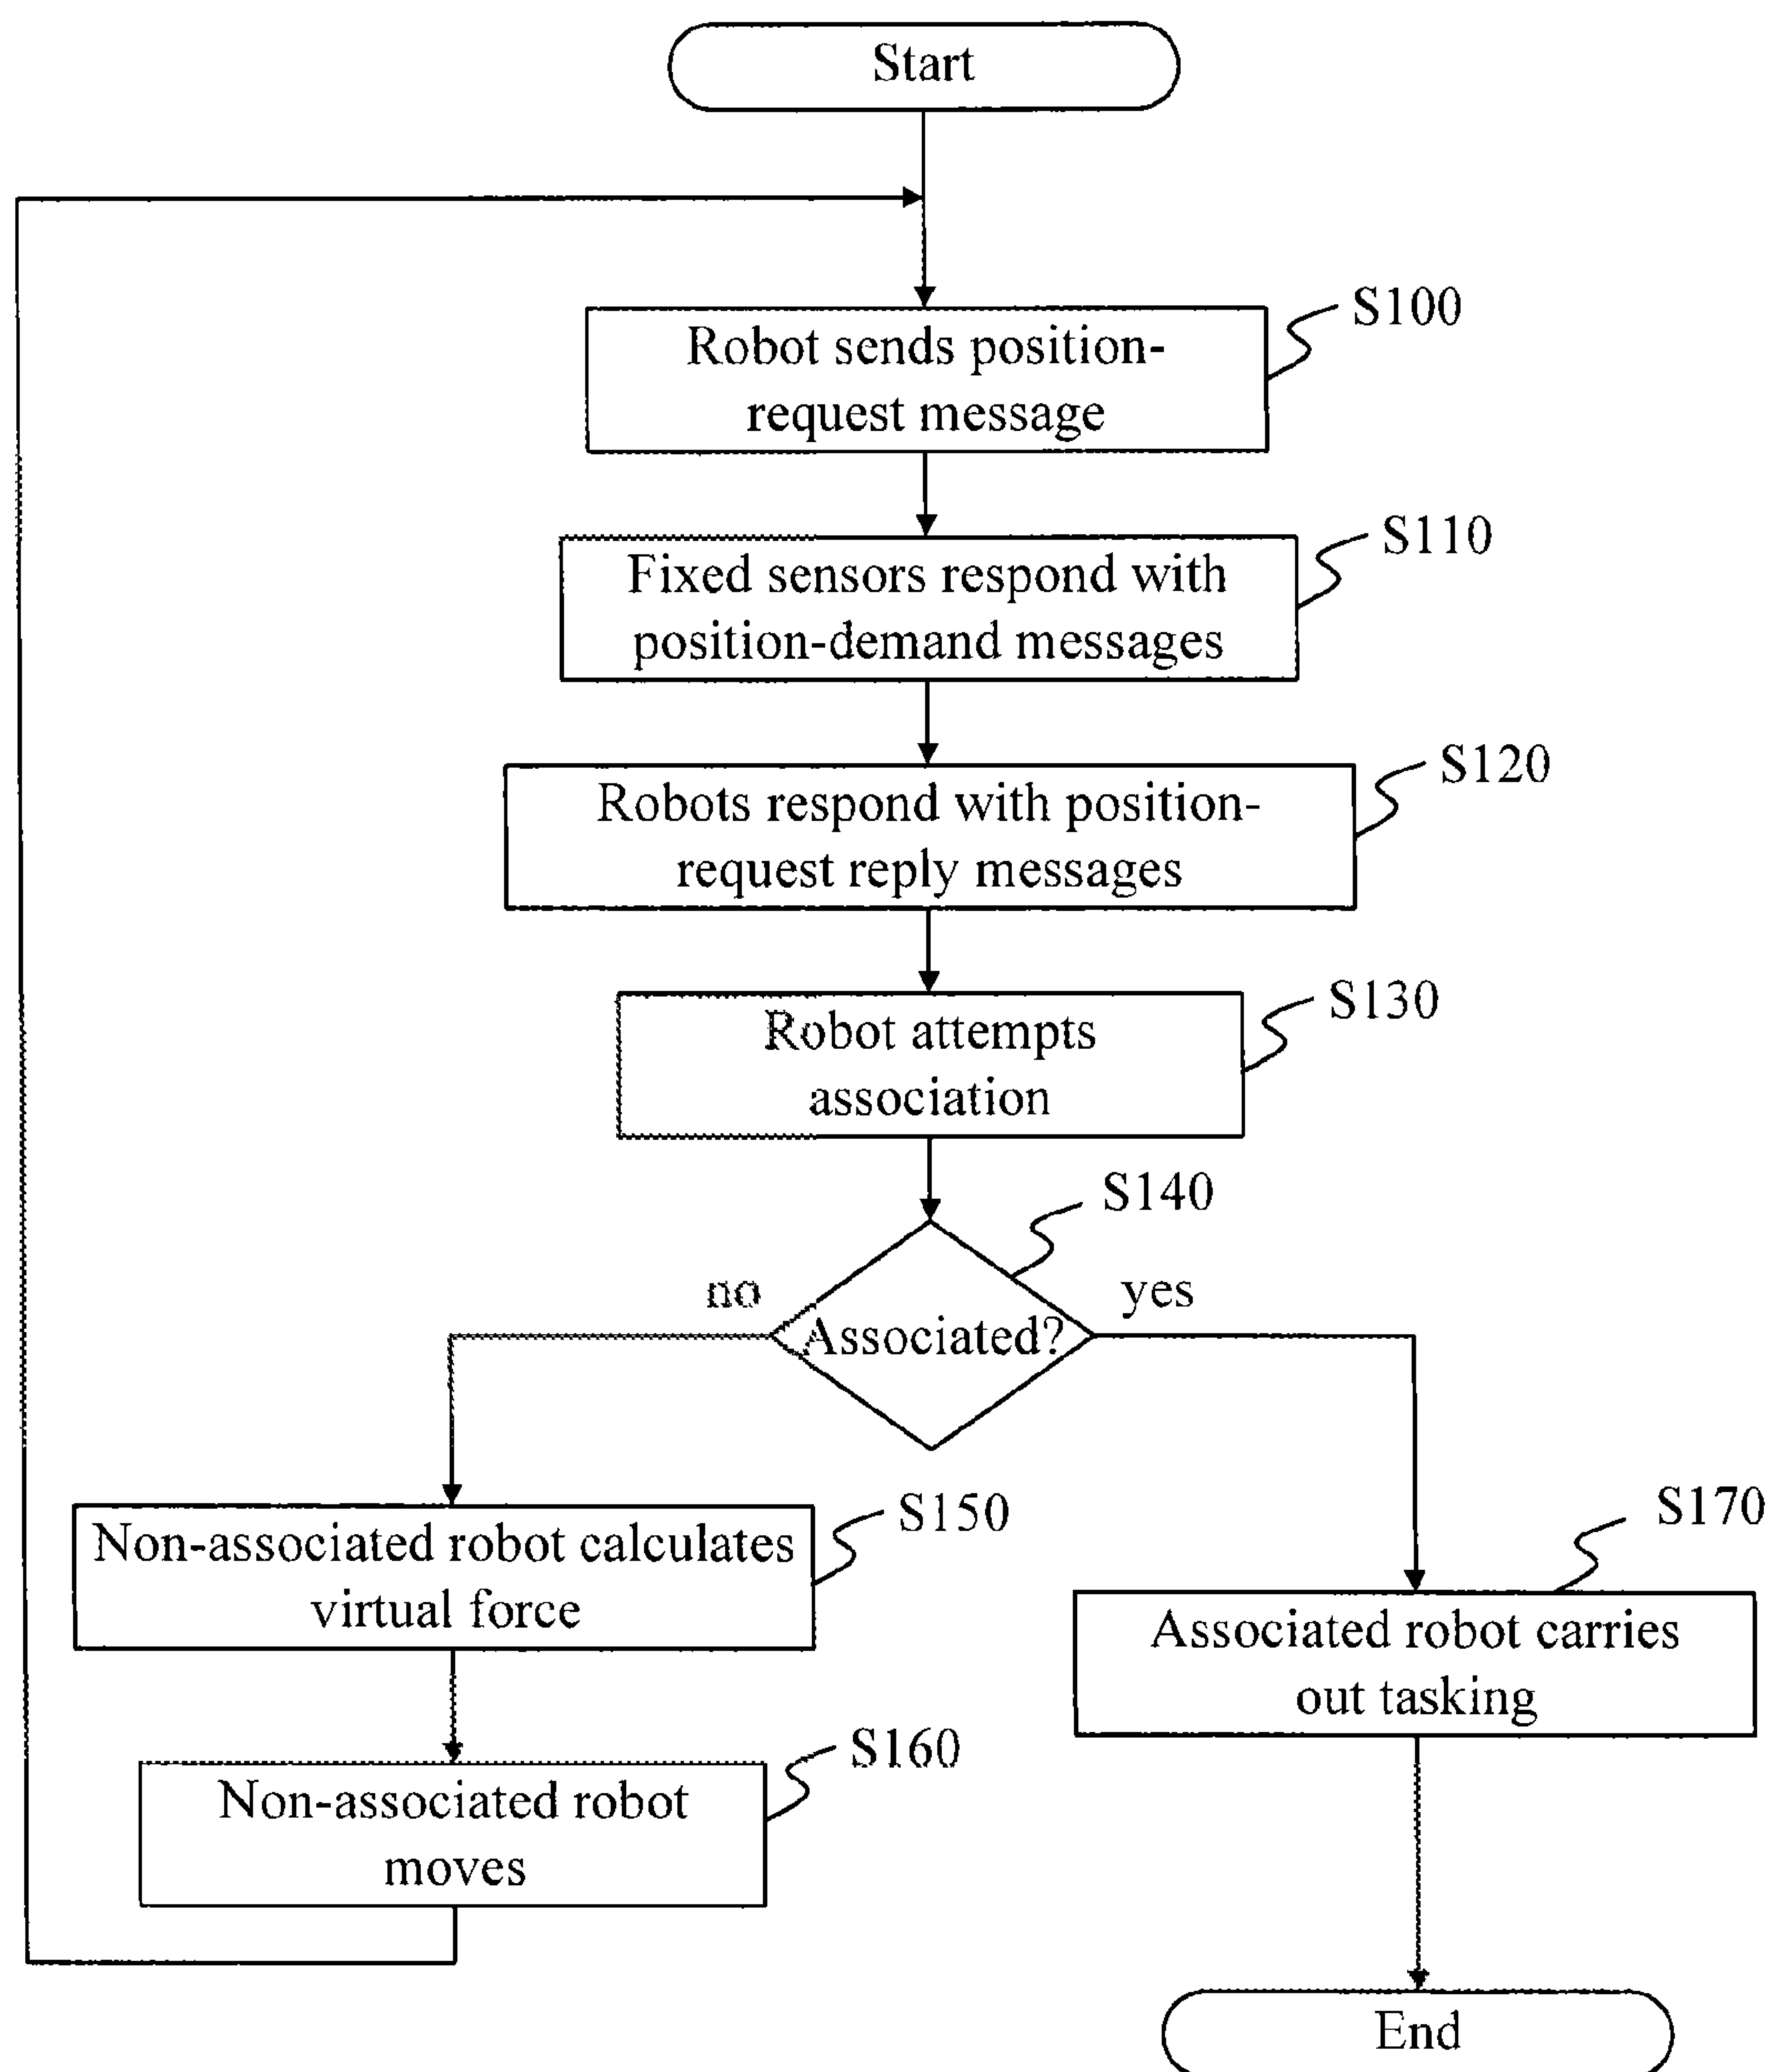 Start
S100
Robot sends position-
request message
S110
Fixed sensors respond with
position-demand messages
S120
Robots respond with position-
request reply messages
S130
Robot attempts
association
S140
no
yes
Associated?
S150
Non-associated robot calculates
virtual force
S170
Associated robot carries
out tasking
S160
Non-associated robot
moves
End